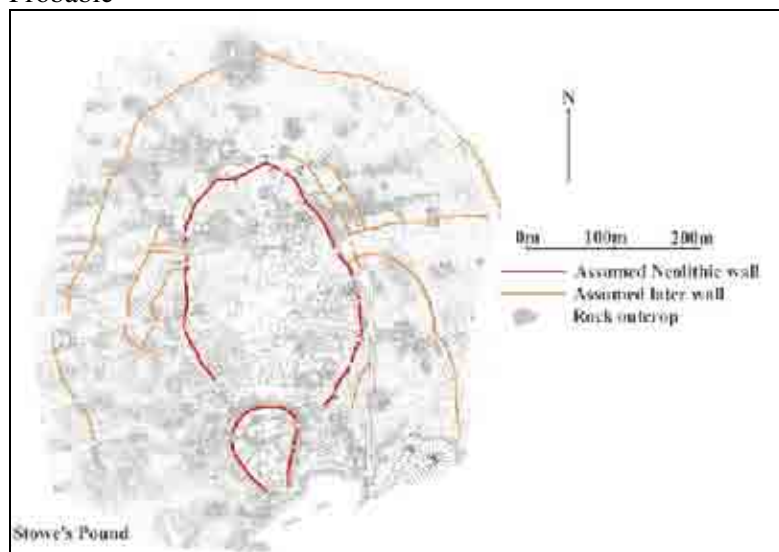 Probable
N
0m 100m 200m
Assumed Neolithic wall
Assumed later wall
Rock outcrop
Stowe's Pound